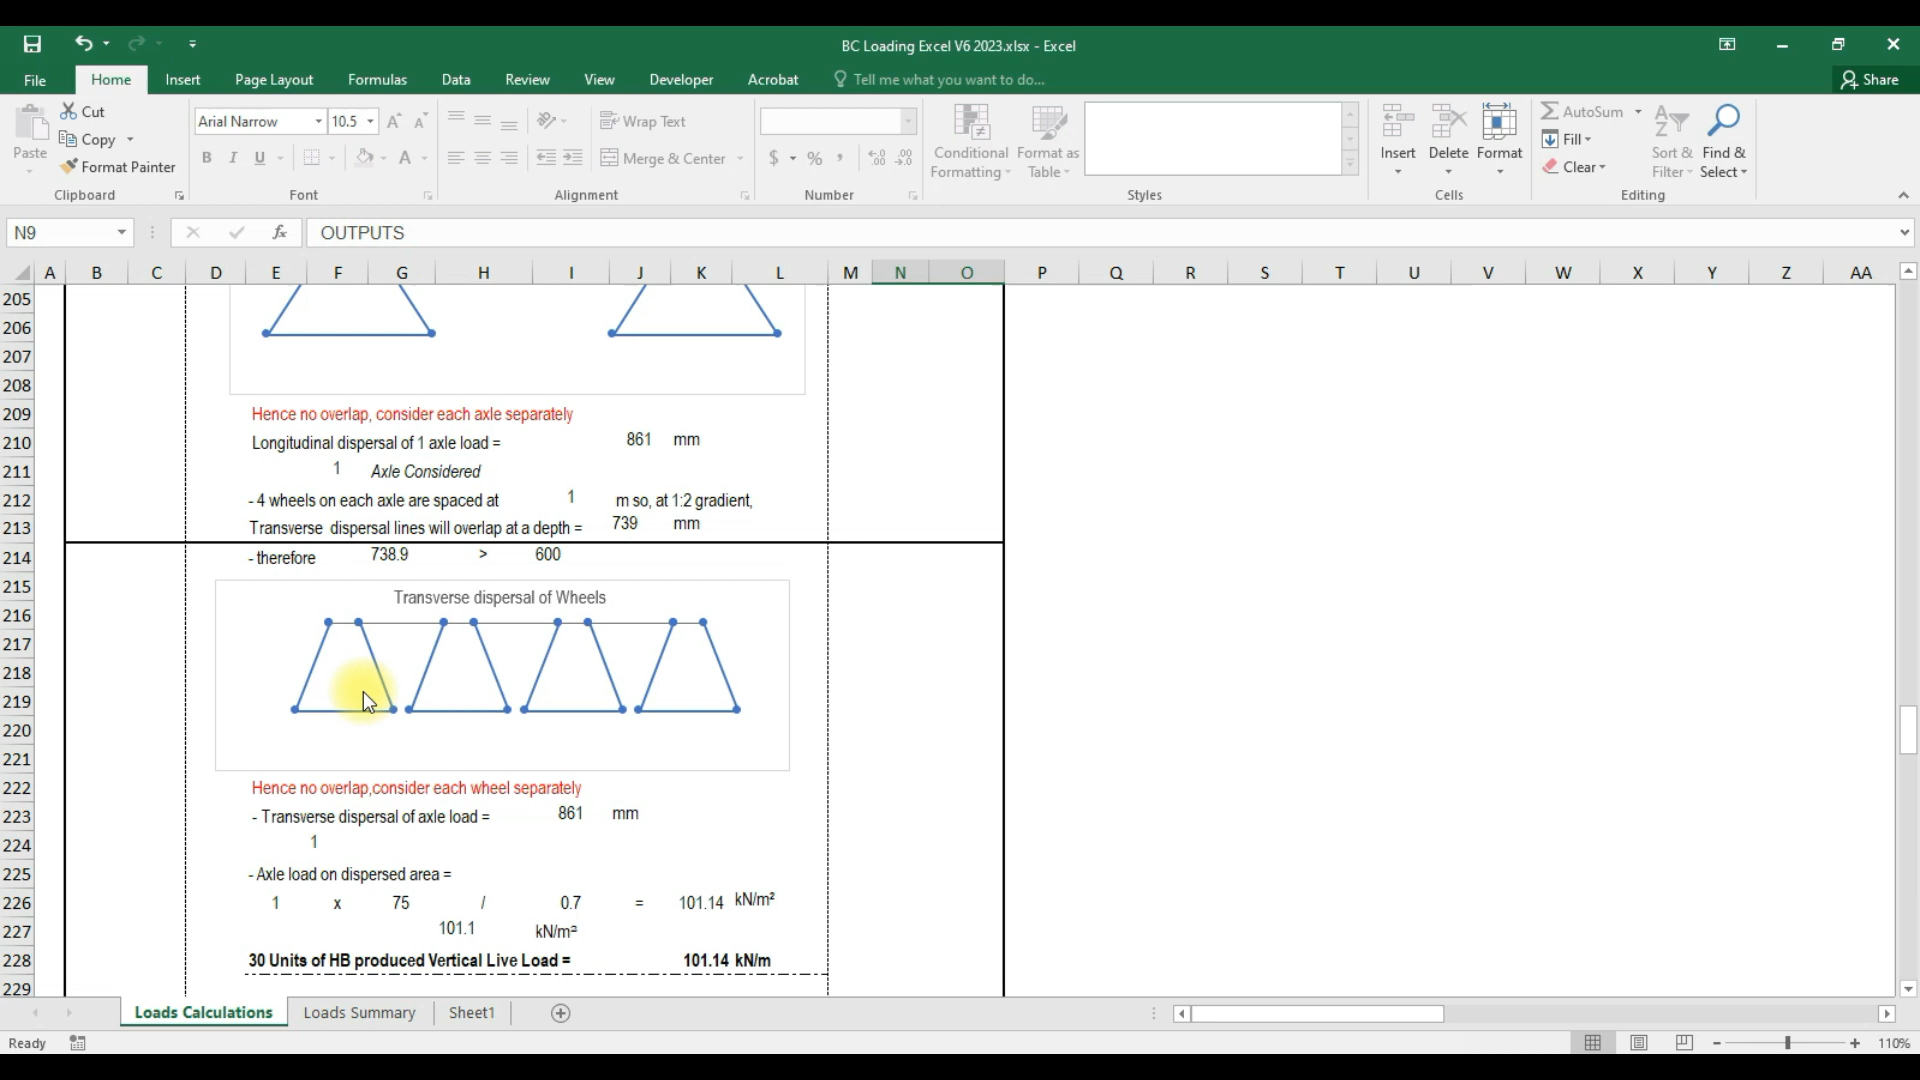 BC Loading Excel V6 2023.xlsx - Excel
File Home Insert Page Layout Formulas Data Review View Developer Acrobat Tell me what you want to do... Share
Paste
Cut
Copy
Format Painter
Clipboard
Arial Narrow 10.5 A A
B I U A
Font
Wrap Text
Merge & Center
Alignment
$ % , .00
Number
Conditional Formatting
Format as Table
Styles
Insert Delete Format
Cells
AutoSum
Fill
Clear
Sort & Filter
Find & Select
Editing
N9 fx OUTPUTS
A B C D E F G H I J K L M N O P Q R S T U V W X Y Z AA
205
206
207
208
209 Hence no overlap, consider each axle separately
210 Longitudinal dispersal of 1 axle load = 861 mm
211 1 Axle Considered
212 - 4 wheels on each axle are spaced at 1 m so, at 1:2 gradient,
213 Transverse dispersal lines will overlap at a depth = 739 mm
214 - therefore 738.9 > 600
215 Transverse dispersal of Wheels
216
217
218
219
220
221
222 Hence no overlap,consider each wheel separately
223 - Transverse dispersal of axle load = 861 mm
224 1
225 - Axle load on dispersed area =
226 1 x 75 / 0.7 = 101.14 kN/m²
227 101.1 kN/m²
228 30 Units of HB produced Vertical Live Load = 101.14 kN/m
229
Loads Calculations Loads Summary Sheet1
Ready 110%